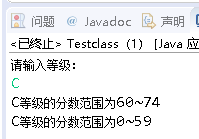 问题 @ Javadoc 声明
<已终止> Testclass (1) [Java 应
请输入等级:
C
C等级的分数范围为60~74
C等级的分数范围为0~59